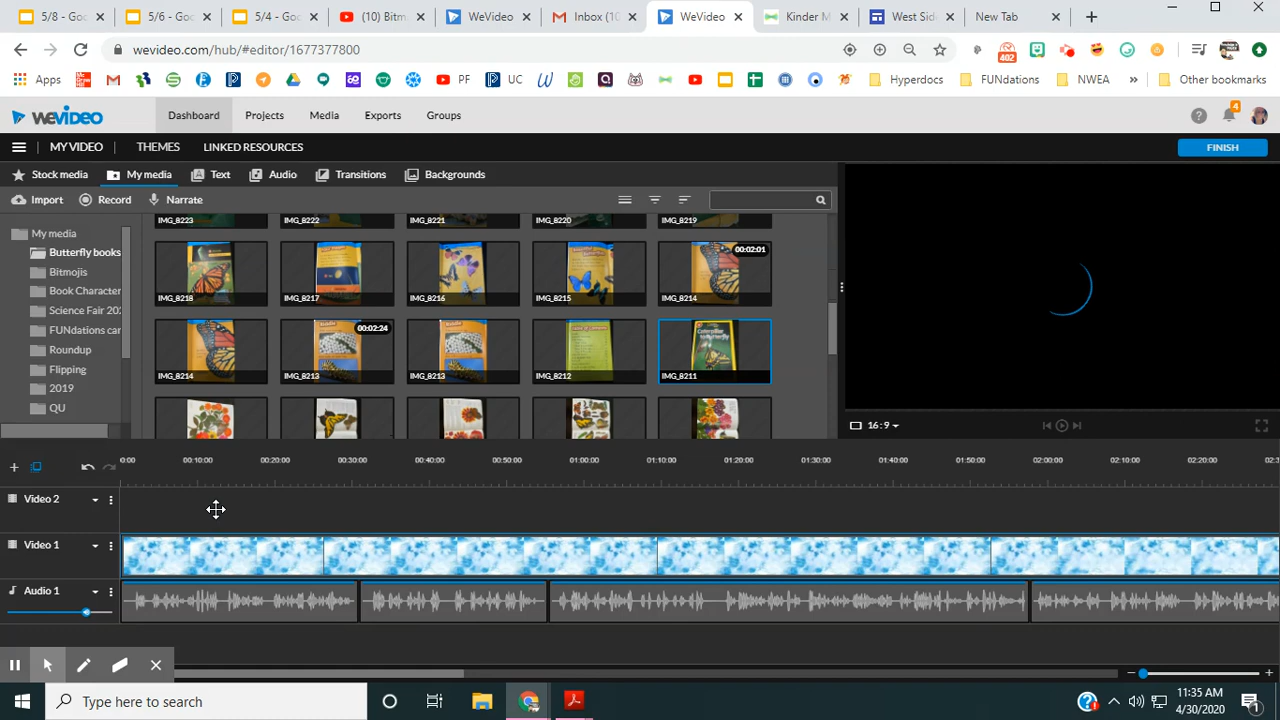 5/8 - Goo
5/6 - Goo
5/4 - Goo
(10) Bitm
WeVideo
Inbox (10
WeVideo
Kinder M
West Sid
New Tab
wevideo.com/hub/#editor/1677377800
402
Apps
PF
UC
Hyperdocs
FUNdations
NWEA
Other bookmarks
wevideo
Dashboard
Projects
Media
Exports
Groups
4
MY VIDEO
THEMES
LINKED RESOURCES
FINISH
Stock media
My media
Text
Audio
Transitions
Backgrounds
Import
Record
Narrate
My media
Butterfly books
Bitmojis
Book Character
Science Fair 202
FUNdations car
Roundup
Flipping
2019
QU
IMG_8223
IMG_8222
IMG_8221
IMG_8220
IMG_8219
00:02:01
IMG_8218
IMG_8217
IMG_8216
IMG_8215
IMG_8214
00:02:24
Caterpillar to Butterfly
IMG_8214
IMG_8213
IMG_8213
IMG_8212
IMG_8211
16:9
0:00
00:10:00
00:20:00
00:30:00
00:40:00
00:50:00
01:00:00
01:10:00
01:20:00
01:30:00
01:40:00
01:50:00
02:00:00
02:10:00
02:20:00
02:3
Video 2
Video 1
Audio 1
Type here to search
11:35 AM
4/30/2020
1